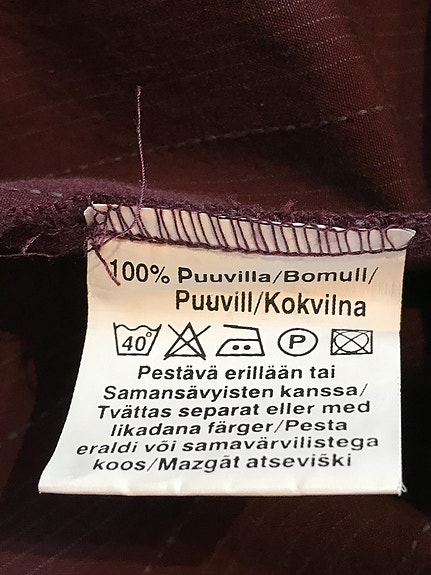 100% Puuvilla/Bomull/
Puuvill/Kokvilna
40° P
Pestävä erillään tai
Samansävyisten kanssa/
Tvättas separat eller med
likadana färger/Pesta
eraldi või samavärvilistega
koos/Mazgāt atseviški